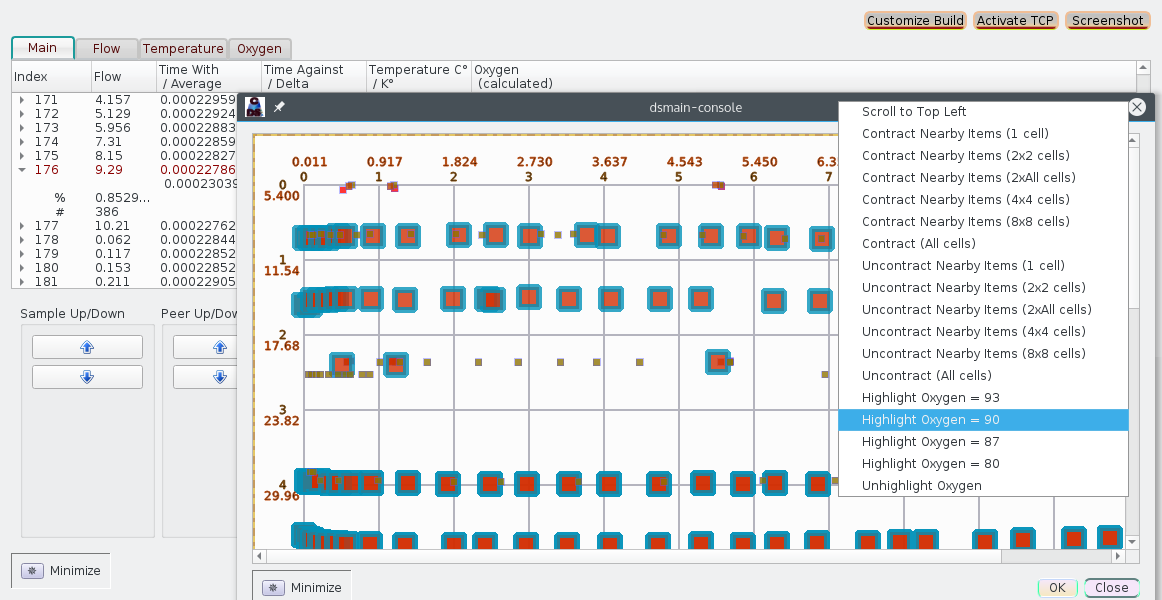 Customize Build Activate TCP Screenshot
Main Flow Temperature Oxygen
Index Flow Time With / Average Time Against / Delta Temperature C° / K° Oxygen (calculated)
171 4.157 0.00022959
172 5.129 0.00022924
173 5.956 0.00022883
174 7.31 0.00022859
175 8.15 0.00022827
176 9.29 0.00022786
0.00023039
% 0.8529...
# 386
177 10.21 0.00022762
178 0.062 0.00022844
179 0.117 0.00022852
180 0.153 0.00022852
181 0.211 0.00022905
Sample Up/Down Peer Up/Dow
Minimize
DS
dsmain-console
0.011 0.917 1.824 2.730 3.637 4.543 5.450 6.3
0 1 2 3 4 5 6 7
0
5.400
1
11.54
2
17.68
3
23.82
4
29.96
Scroll to Top Left
Contract Nearby Items (1 cell)
Contract Nearby Items (2x2 cells)
Contract Nearby Items (2xAll cells)
Contract Nearby Items (4x4 cells)
Contract Nearby Items (8x8 cells)
Contract (All cells)
Uncontract Nearby Items (1 cell)
Uncontract Nearby Items (2x2 cells)
Uncontract Nearby Items (2xAll cells)
Uncontract Nearby Items (4x4 cells)
Uncontract Nearby Items (8x8 cells)
Uncontract (All cells)
Highlight Oxygen = 93
Highlight Oxygen = 90
Highlight Oxygen = 87
Highlight Oxygen = 80
Unhighlight Oxygen
Minimize
OK Close